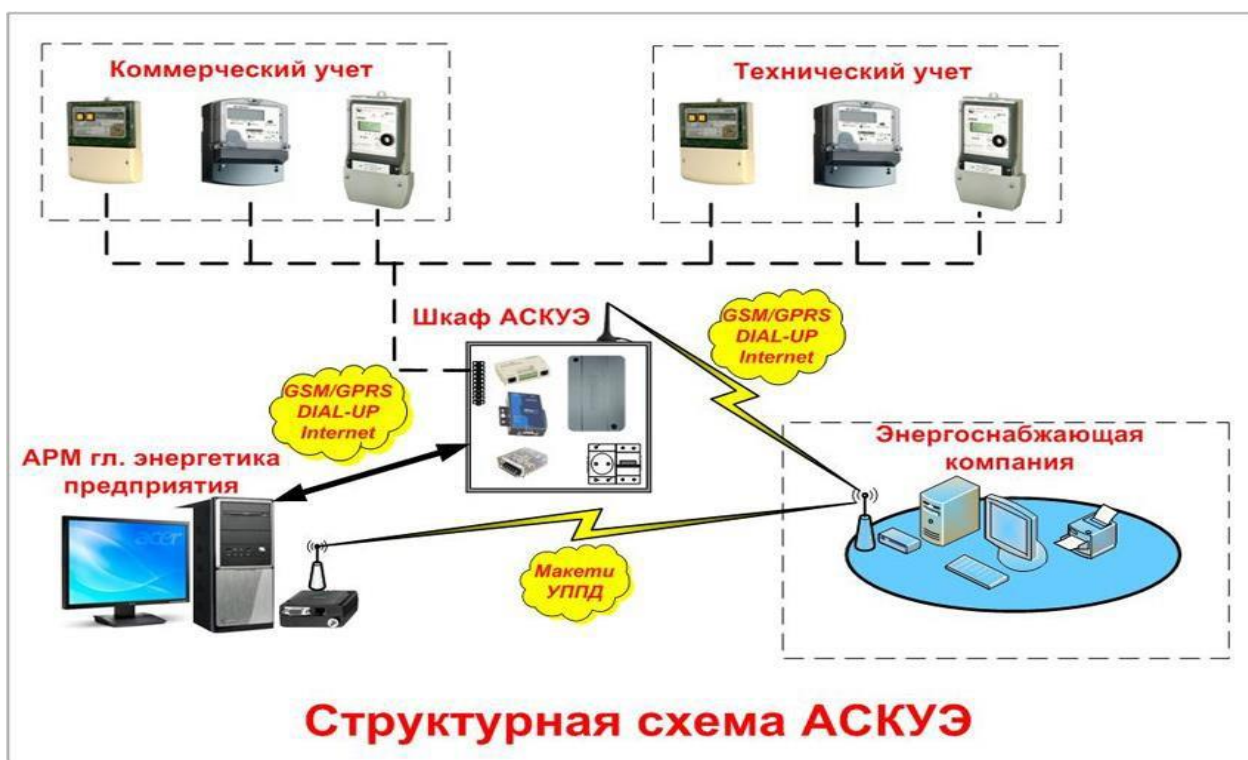 Коммерческий учет
Технический учет
Шкаф АСКУЭ
GSM/GPRS
DIAL-UP
Internet
GSM/GPRS
DIAL-UP
Internet
АРМ гл. энергетика
предприятия
Энергоснабжающая
компания
acer
Макети
УППД
Структурная схема АСКУЭ